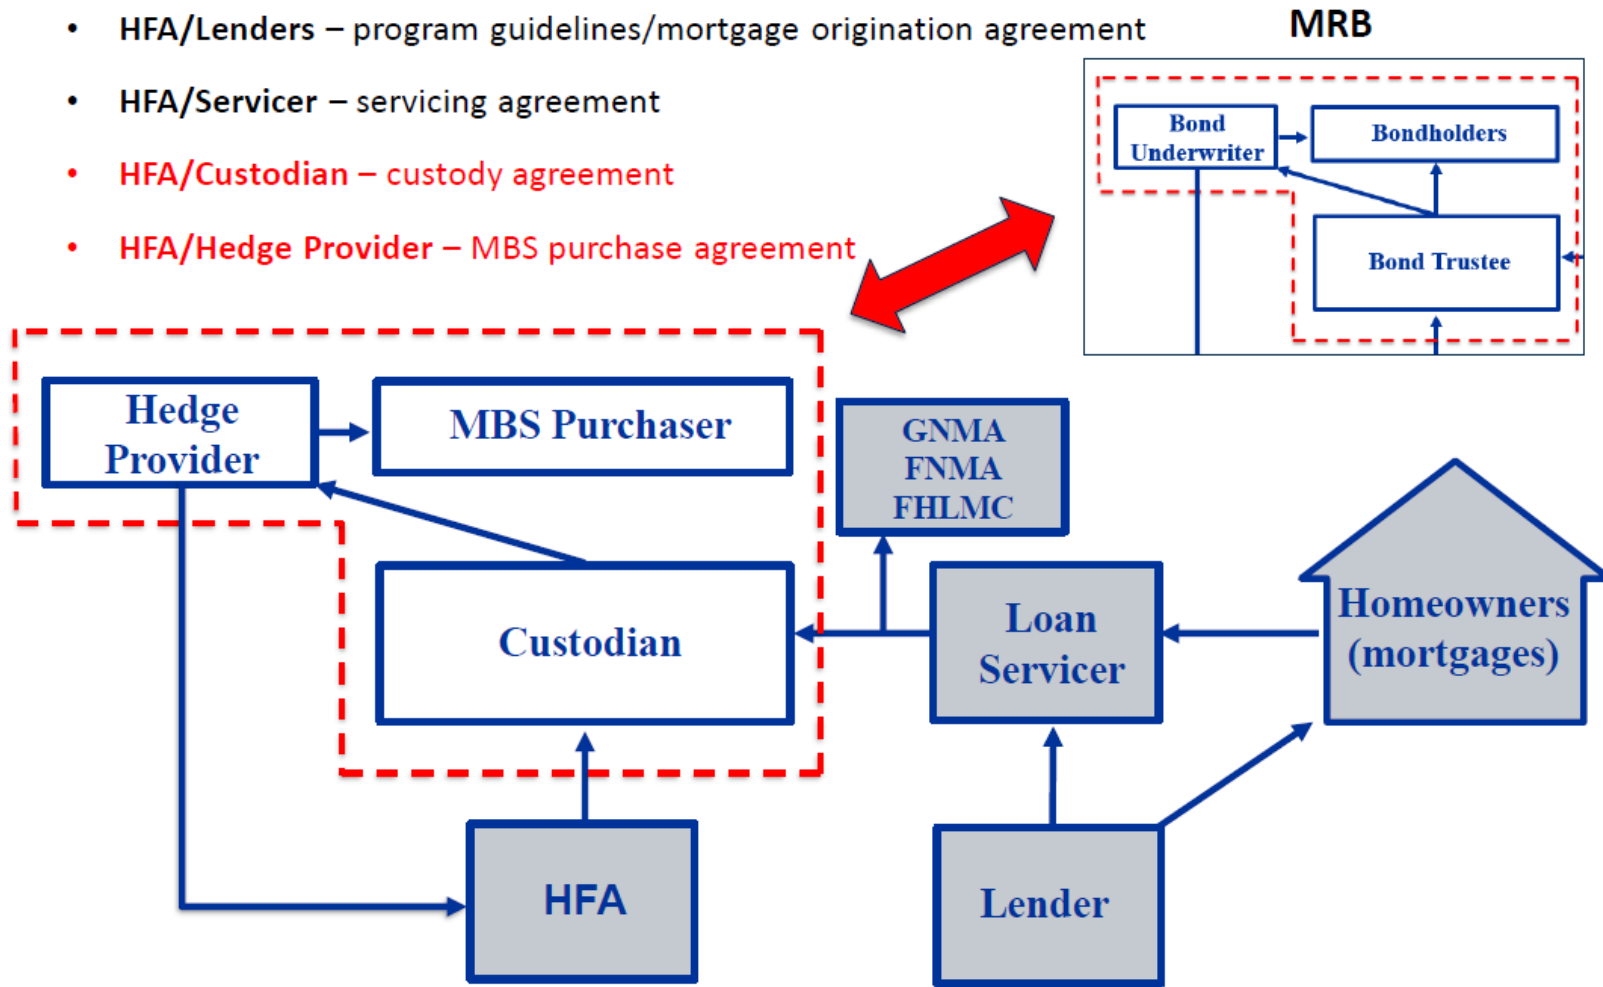 • HFA/Lenders – program guidelines/mortgage origination agreement
• HFA/Servicer – servicing agreement
• HFA/Custodian – custody agreement
• HFA/Hedge Provider – MBS purchase agreement
MRB
Bond
Underwriter
Bondholders
Bond Trustee
Hedge
Provider
MBS Purchaser
GNMA
FNMA
FHLMC
Custodian
Loan
Servicer
Homeowners
(mortgages)
HFA
Lender